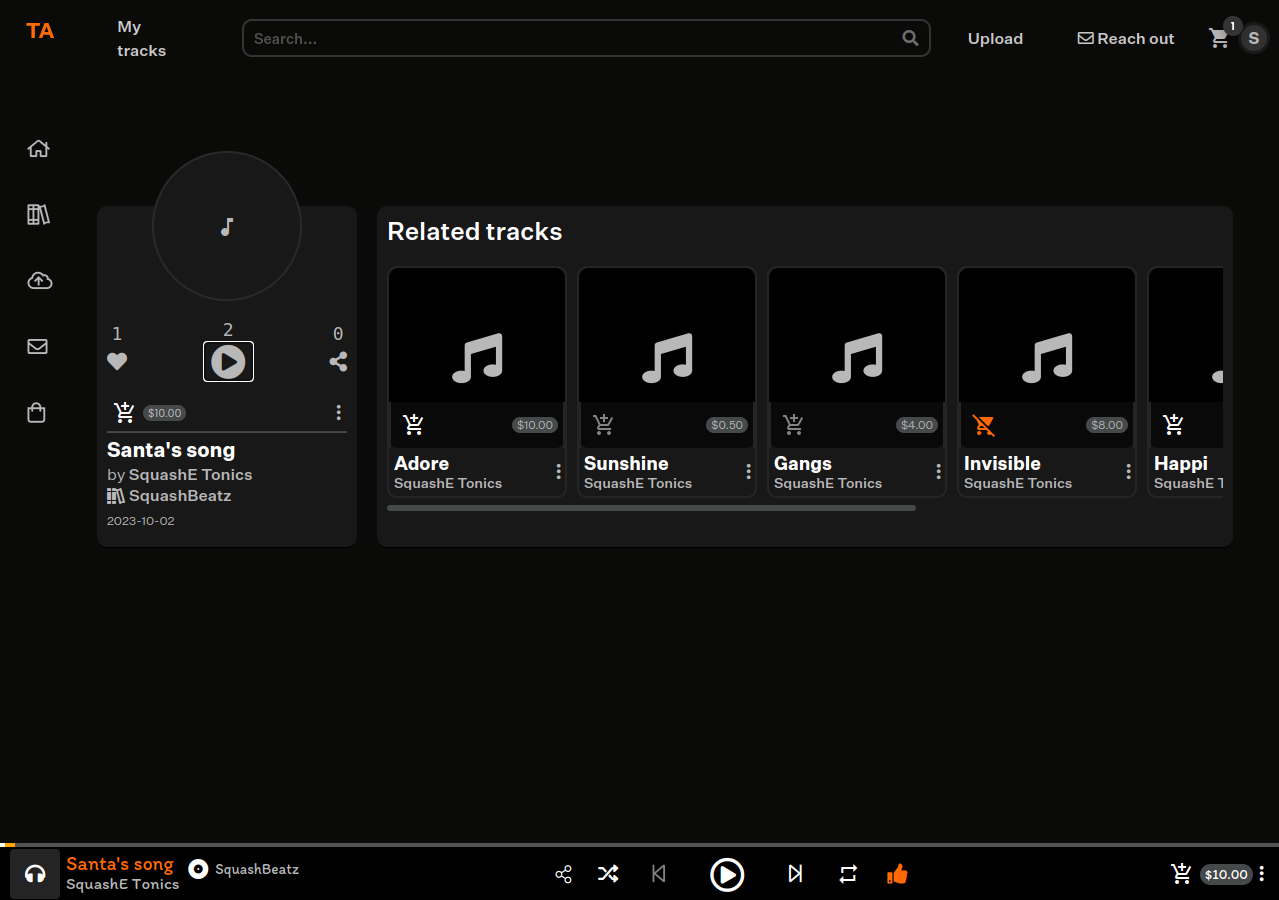 TA
My
tracks
Search...
Upload
Reach out
1
S
1
2
0
$10.00
Santa's song
by SquashE Tonics
SquashBeatz
2023-10-02
Related tracks
$10.00
Adore
SquashE Tonics
$0.50
Sunshine
SquashE Tonics
$4.00
Gangs
SquashE Tonics
$8.00
Invisible
SquashE Tonics
Happi
SquashE T
Santa's song
SquashE Tonics
SquashBeatz
$10.00